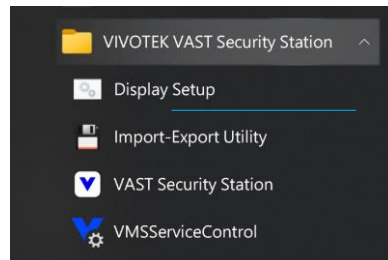 VIVOTEK VAST Security Station
Display Setup
Import-Export Utility
VAST Security Station
VMSServiceControl